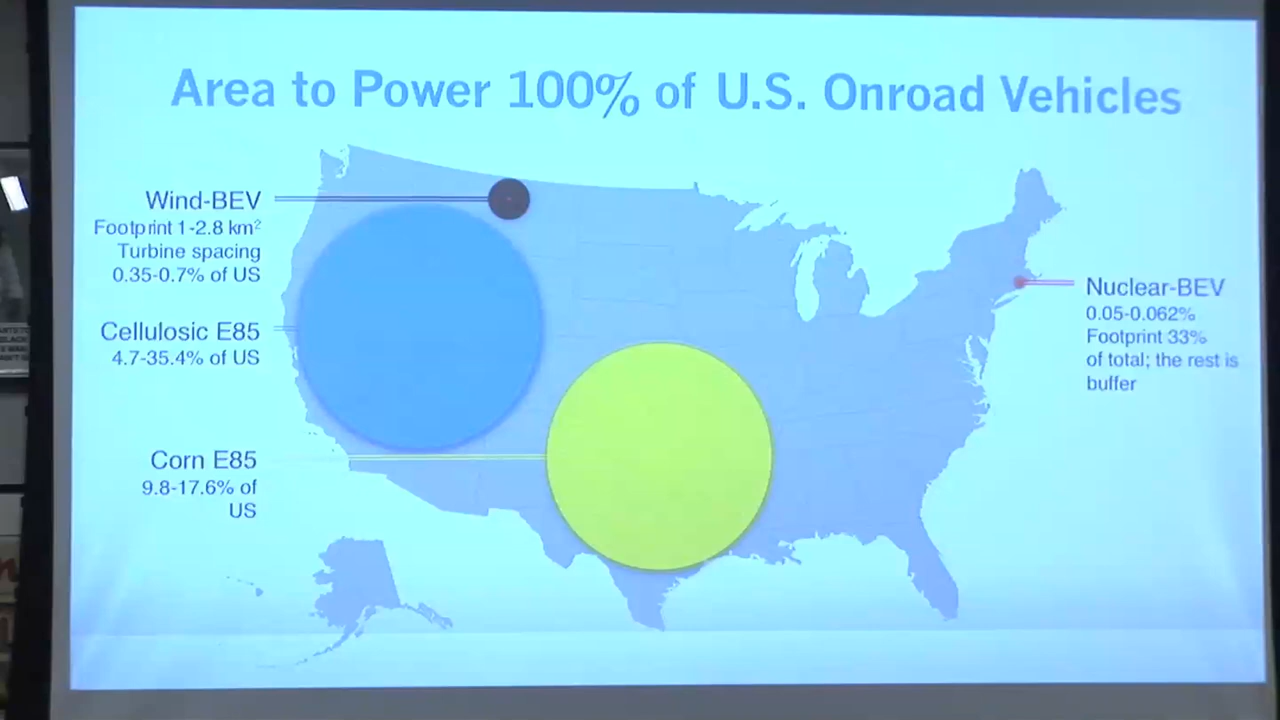 Area to Power 100% of U.S. Onroad Vehicles
Wind-BEV
Footprint 1-2.8 km²
Turbine spacing
0.35-0.7% of US
Cellulosic E85
4.7-35.4% of US
Corn E85
9.8-17.6% of
US
Nuclear-BEV
0.05-0.062%
Footprint 33%
of total; the rest is
buffer